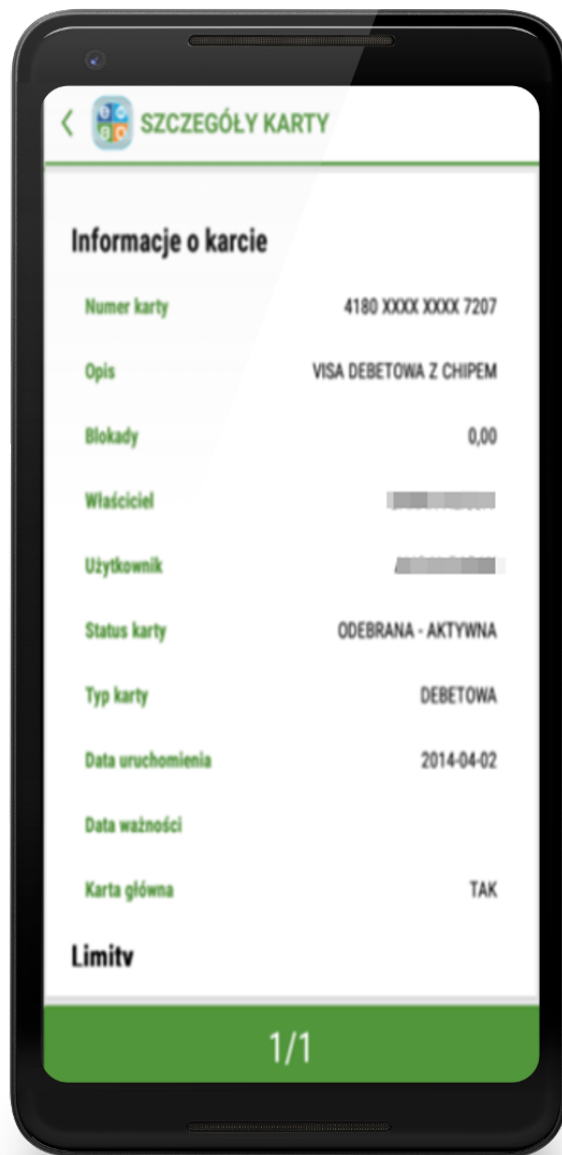 SZCZEGÓŁY KARTY
Informacje o karcie
Numer karty 4180 XXXX XXXX 7207
Opis VISA DEBETOWA Z CHIPEM
Blokady 0,00
Właściciel
Użytkownik
Status karty ODEBRANA - AKTYWNA
Typ karty DEBETOWA
Data uruchomienia 2014-04-02
Data ważności
Karta główna TAK
Limity
1/1